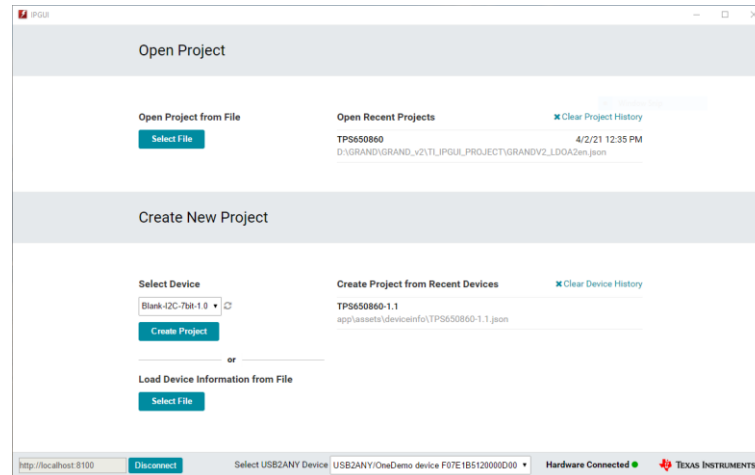 IPGUI
Open Project
Open Project from File
Select File
Open Recent Projects
Clear Project History
TPS650860
4/2/21 12:35 PM
D:\GRAND\GRAND_v2\TI_IPGUI_PROJECT\GRANDV2_LDOA2en.json
Create New Project
Select Device
Blank-I2C-7bit-1.0
Create Project
or
Load Device Information from File
Select File
Create Project from Recent Devices
Clear Device History
TPS650860-1.1
app\assets\deviceinfo\TPS650860-1.1.json
http://localhost:8100
Disconnect
Select USB2ANY Device
USB2ANY/OneDemo device F07E1B5120000D00
Hardware Connected
TEXAS INSTRUMENTS